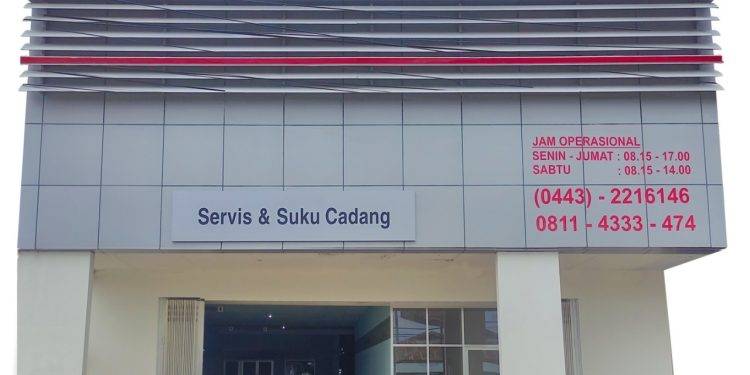 JAM OPERASIONAL
SENIN - JUMAT : 08.15 - 17.00
SABTU : 08.15 - 14.00
(0443) - 2216146
0811 - 4333 - 474
Servis & Suku Cadang